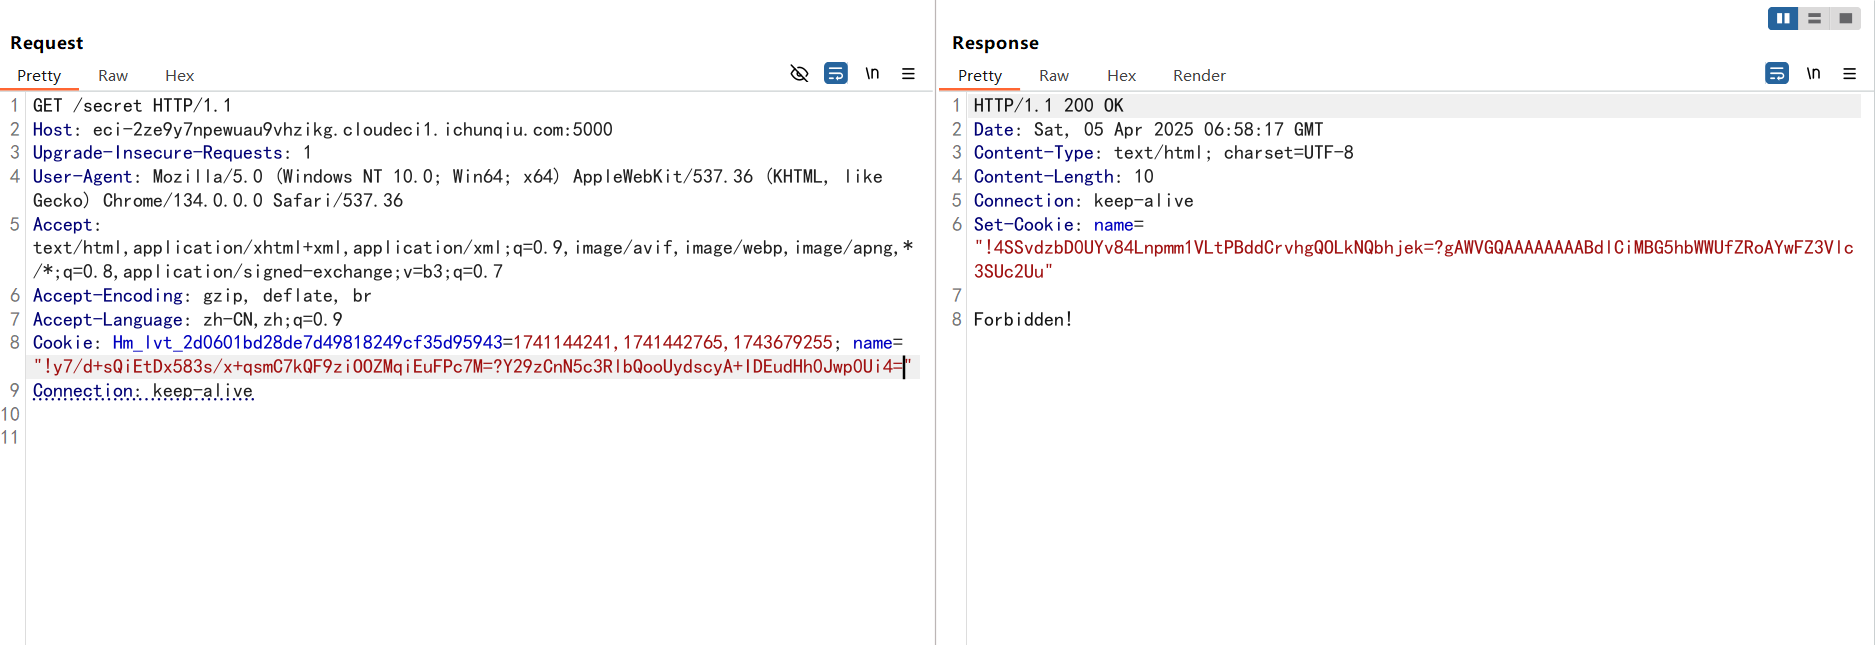 Request
Pretty Raw Hex \n
1 GET /secret HTTP/1.1
2 Host: eci-2ze9y7npewuau9vhzikg.cloudeci1.ichunqiu.com:5000
3 Upgrade-Insecure-Requests: 1
4 User-Agent: Mozilla/5.0 (Windows NT 10.0; Win64; x64) AppleWebKit/537.36 (KHTML, like
Gecko) Chrome/134.0.0.0 Safari/537.36
5 Accept:
text/html,application/xhtml+xml,application/xml;q=0.9,image/avif,image/webp,image/apng,*
/*;q=0.8,application/signed-exchange;v=b3;q=0.7
6 Accept-Encoding: gzip, deflate, br
7 Accept-Language: zh-CN,zh;q=0.9
8 Cookie: Hm_lvt_2d0601bd28de7d49818249cf35d95943=1741144241,1741442765,1743679255; name=
"!y7/d+sQiEtDx583s/x+qsmC7kQF9ziO0ZMqiEuFPc7M=?Y29zCnN5c3RlbQooUydscyA+IDEudHh0JwpOUi4="
9 Connection: keep-alive
10
11
Response
Pretty Raw Hex Render \n
1 HTTP/1.1 200 OK
2 Date: Sat, 05 Apr 2025 06:58:17 GMT
3 Content-Type: text/html; charset=UTF-8
4 Content-Length: 10
5 Connection: keep-alive
6 Set-Cookie: name=
"!4SSvdzbDOUYv84Lnpmm1VLtPBddCrvhgQOLkNQbhjek=?gAWVGQAAAAAAAABdlCiMBG5hbWWUfZRoAYwFZ3Vlc
3SUc2Uu"
7
8 Forbidden!